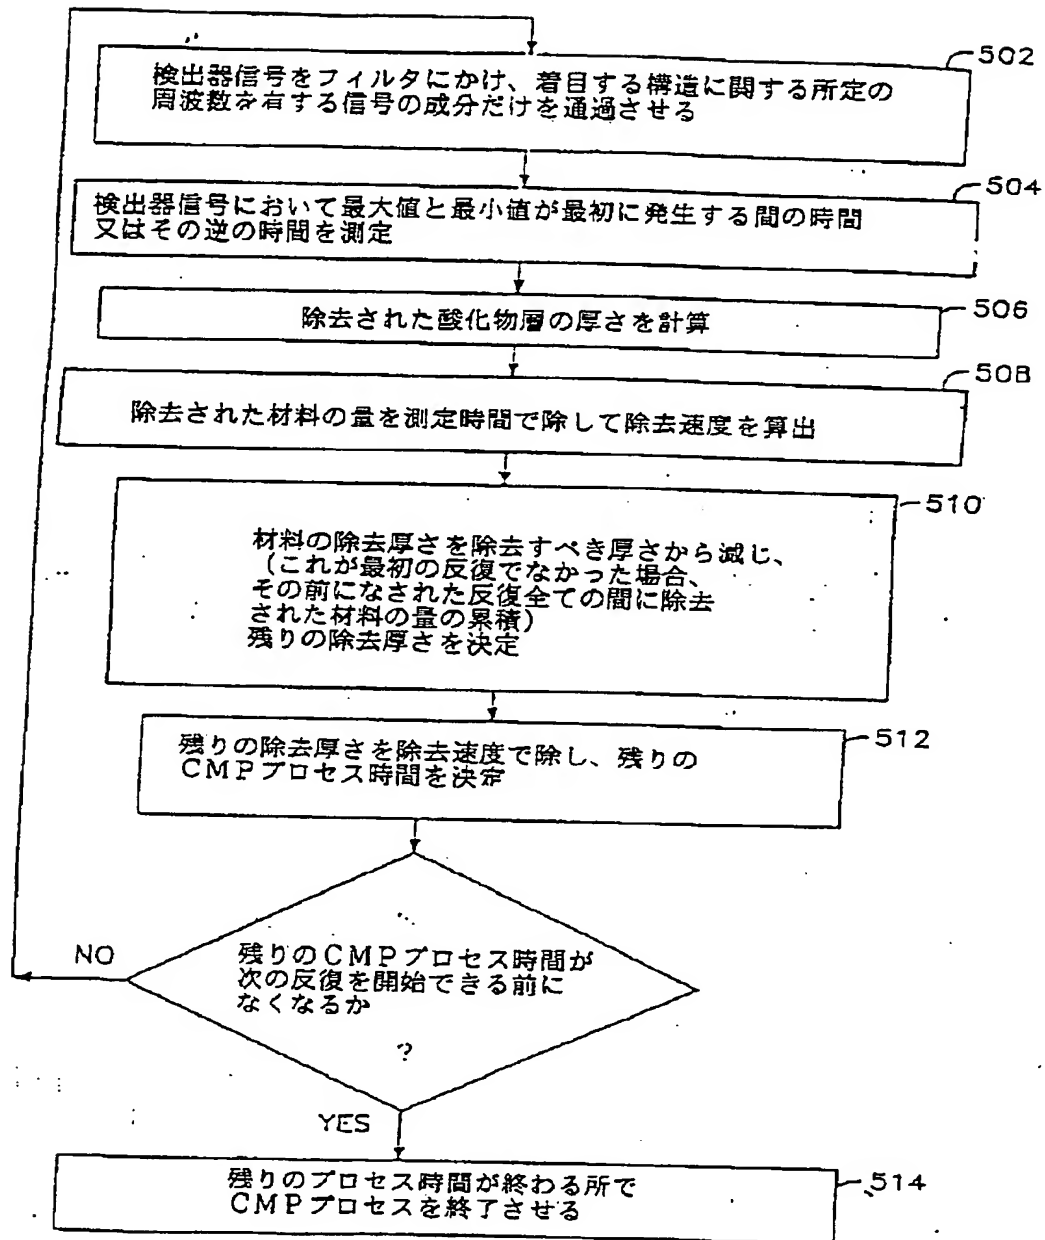 502
検出器信号をフィルタにかけ、着目する構造に関する所定の
周波数を有する信号の成分だけを通過させる
504
検出器信号において最大値と最小値が最初に発生する間の時間
又はその逆の時間を測定
506
除去された酸化物層の厚さを計算
508
除去された材料の量を測定時間で除して除去速度を算出
510
材料の除去厚さを除去すべき厚さから減じ、
(これが最初の反復でなかった場合、
その前になされた反復全ての間に除去
された材料の量の累積)
残りの除去厚さを決定
512
残りの除去厚さを除去速度で除し、残りの
CMPプロセス時間を決定
NO
残りのCMPプロセス時間が
次の反復を開始できる前に
なくなるか
?
YES
514
残りのプロセス時間が終わる所で
CMPプロセスを終了させる